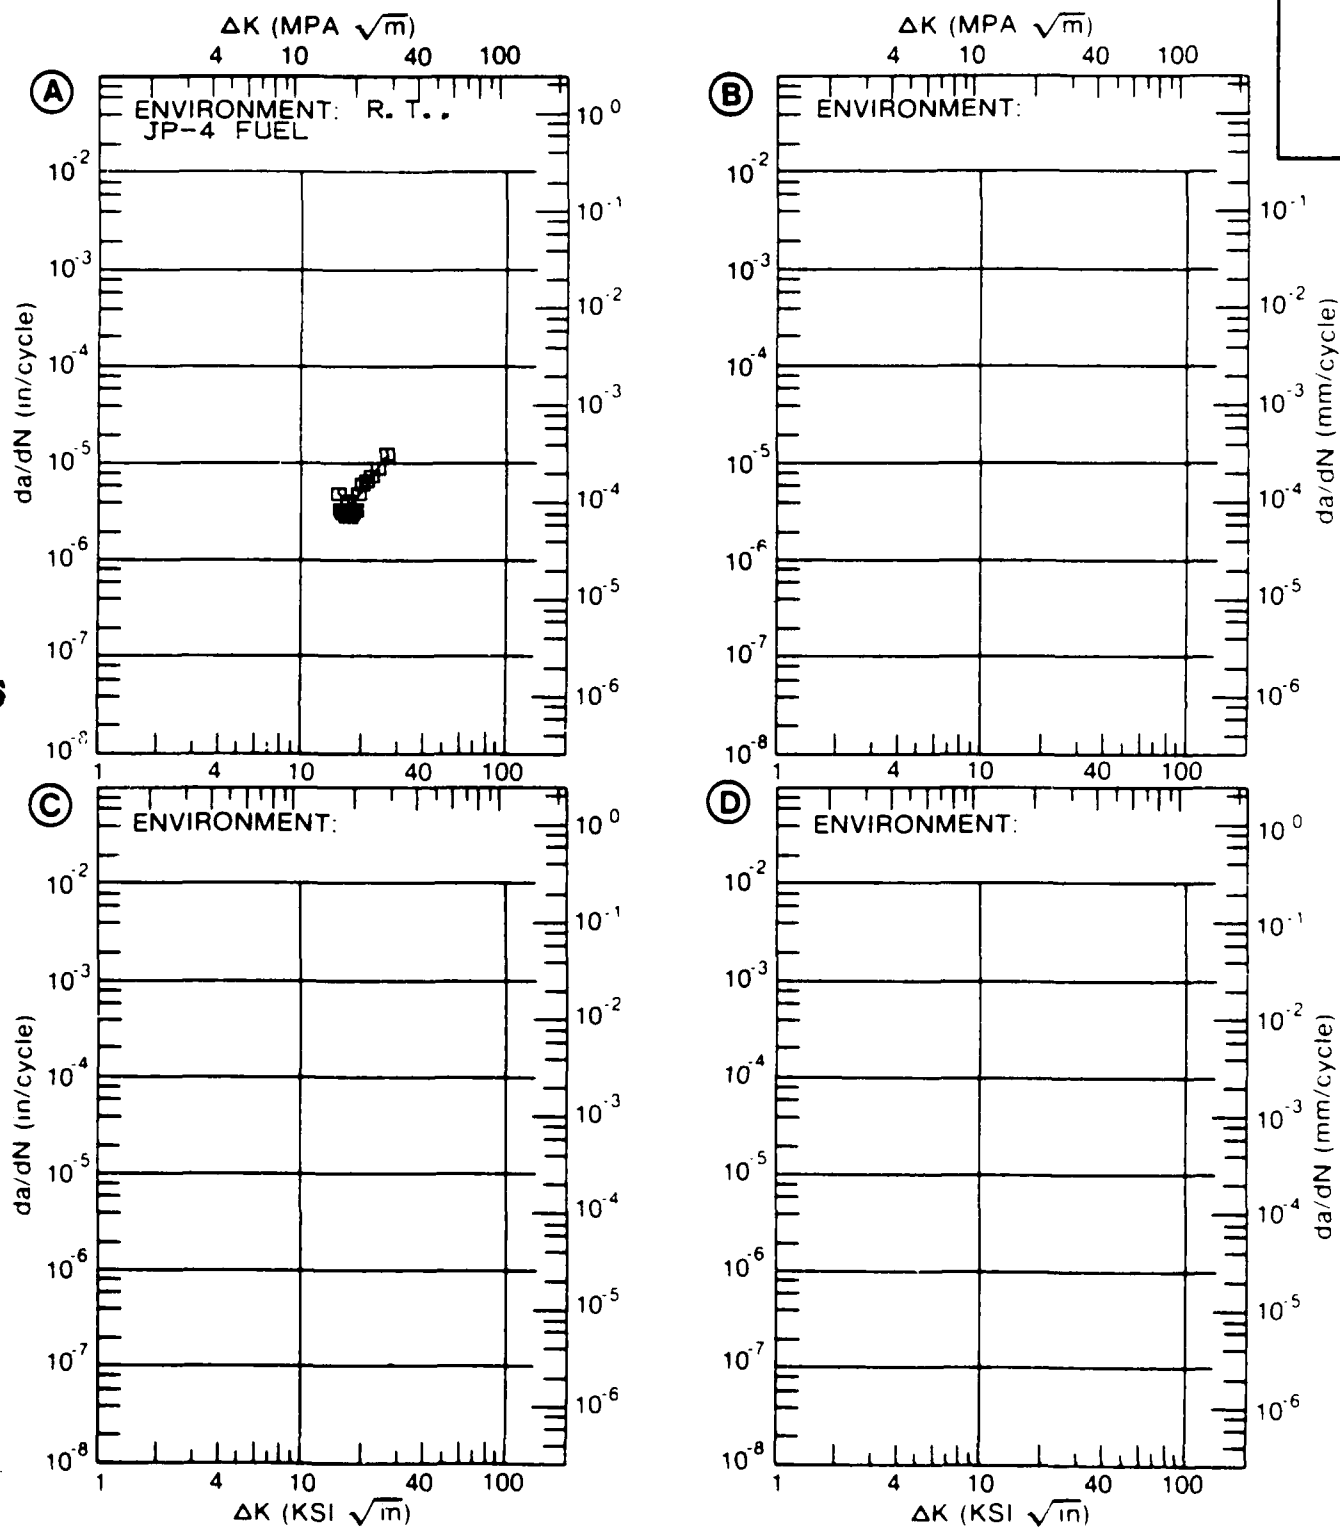 ΔK (MPA √m) ΔK (MPA √m)
4 10 40 100 4 10 40 100
A B
ENVIRONMENT: R. T., ENVIRONMENT:
JP-4 FUEL
10⁰
10⁻² 10⁻²
10⁻¹ 10⁻¹
10⁻³ 10⁻³
10⁻² 10⁻²
10⁻⁴ 10⁻⁴
10⁻³ 10⁻³
10⁻⁵ 10⁻⁵
10⁻⁴ 10⁻⁴
10⁻⁶ 10⁻⁶
10⁻⁵ 10⁻⁵
10⁻⁷ 10⁻⁷
10⁻⁶ 10⁻⁶
10⁻⁸ 10⁻⁸
da/dN (in/cycle) da/dN (mm/cycle)
1 4 10 40 100 1 4 10 40 100
C D
ENVIRONMENT: ENVIRONMENT:
10⁰ 10⁰
10⁻² 10⁻²
10⁻¹ 10⁻¹
10⁻³ 10⁻³
10⁻² 10⁻²
10⁻⁴ 10⁻⁴
10⁻³ 10⁻³
10⁻⁵ 10⁻⁵
10⁻⁴ 10⁻⁴
10⁻⁶ 10⁻⁶
10⁻⁵ 10⁻⁵
10⁻⁷ 10⁻⁷
10⁻⁶ 10⁻⁶
10⁻⁸ 10⁻⁸
da/dN (in/cycle) da/dN (mm/cycle)
1 4 10 40 100 1 4 10 40 100
ΔK (KSI √in) ΔK (KSI √in)